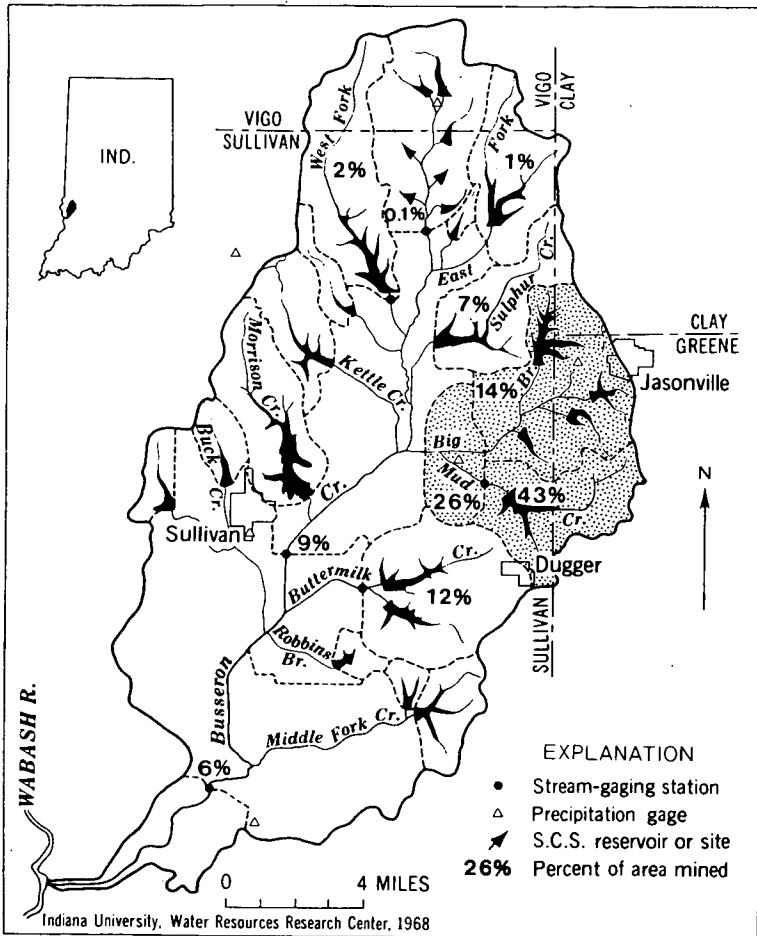 IND.
VIGO
SULLIVAN
VIGO
CLAY
West Fork
2%
Fork
1%
0.1%
East
Sulphur Cr.
7%
CLAY
GREENE
Jasonville
14%
Br.
Morrison Cr.
Kettle Cr.
Buck Cr.
Sullivan
Big
Mud
26%
43%
Cr.
Cr.
9%
Dugger
SULLIVAN
GREENE
Buttermilk
Cr.
12%
Robbins
Br.
Busseron
Middle Fork Cr.
6%
WABASH R.
N
EXPLANATION
Stream-gaging station
Precipitation gage
S.C.S. reservoir or site
26% Percent of area mined
0 4 MILES
Indiana University, Water Resources Research Center, 1968